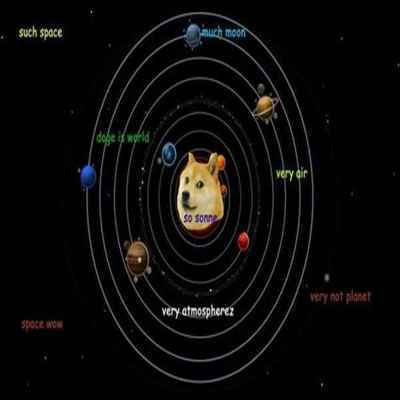 such space
much moon
doge is world
very air
so sonne
very not planet
very atmospherez
space wow